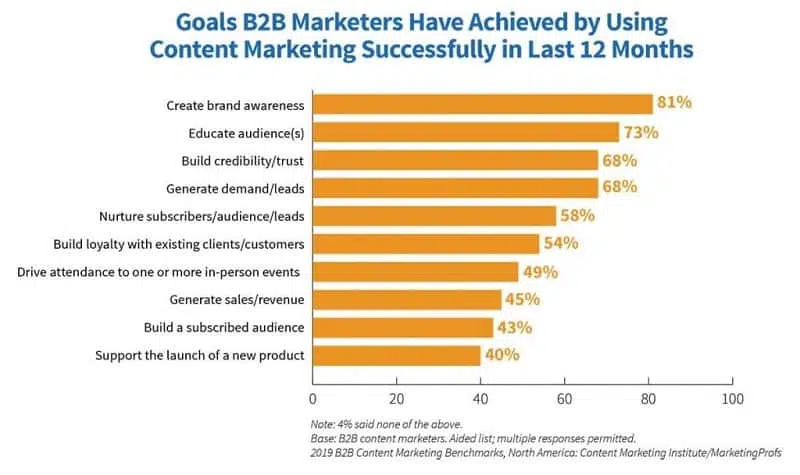 Goals B2B Marketers Have Achieved by Using
Content Marketing Successfully in Last 12 Months
Create brand awareness 81%
Educate audience(s) 73%
Build credibility/trust 68%
Generate demand/leads 68%
Nurture subscribers/audience/leads 58%
Build loyalty with existing clients/customers 54%
Drive attendance to one or more in-person events 49%
Generate sales/revenue 45%
Build a subscribed audience 43%
Support the launch of a new product 40%
0 20 40 60 80 100
Note: 4% said none of the above.
Base: B2B content marketers. Aided list; multiple responses permitted.
2019 B2B Content Marketing Benchmarks, North America: Content Marketing Institute/MarketingProfs